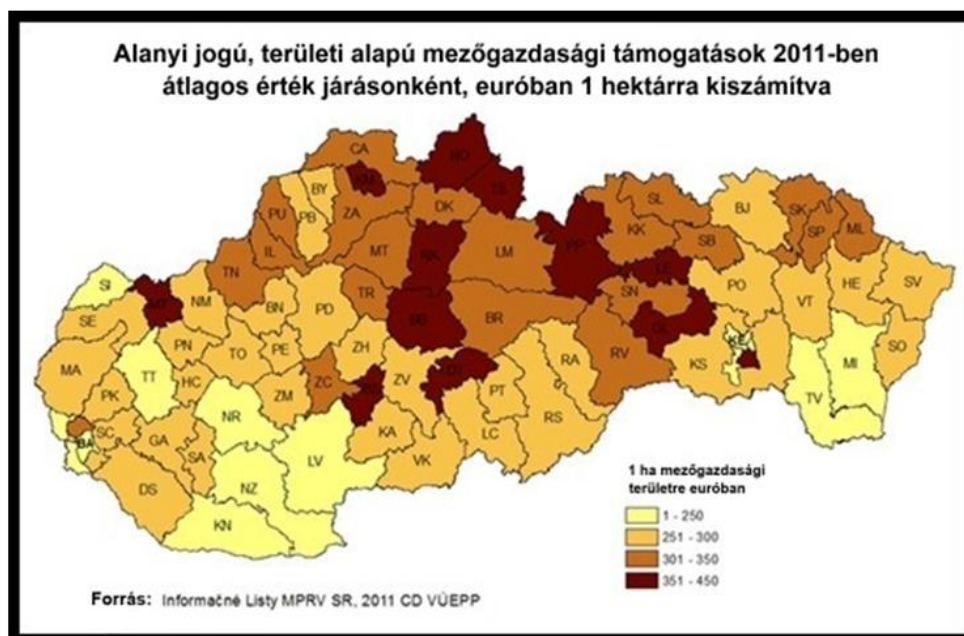 Alanyi jogú, területi alapú mezőgazdasági támogatások 2011-ben
átlagos érték járásonként, euróban 1 hektárra kiszámítva
CA
BY
PU
PB
ZA
DK
IL
MT
LM
TN
TR
BR
SI
NM
BN
PD
SE
PN
TO
PE
ZH
MA
TT
HC
ZM
ZC
ZV
PK
NR
KA
PT
RA
RS
SC
GA
SA
LV
VK
LC
BA
DS
NZ
KN
SL
KK
BJ
SK
SP
ML
SB
PP
LE
SN
PO
VT
HE
SV
GL
KE
RV
KS
MI
SO
TV
1 ha mezőgazdasági
területre euróban
1 - 250
251 - 300
301 - 350
351 - 450
Forrás: Informačné Listy MPRV SR, 2011 CD VÚEPP